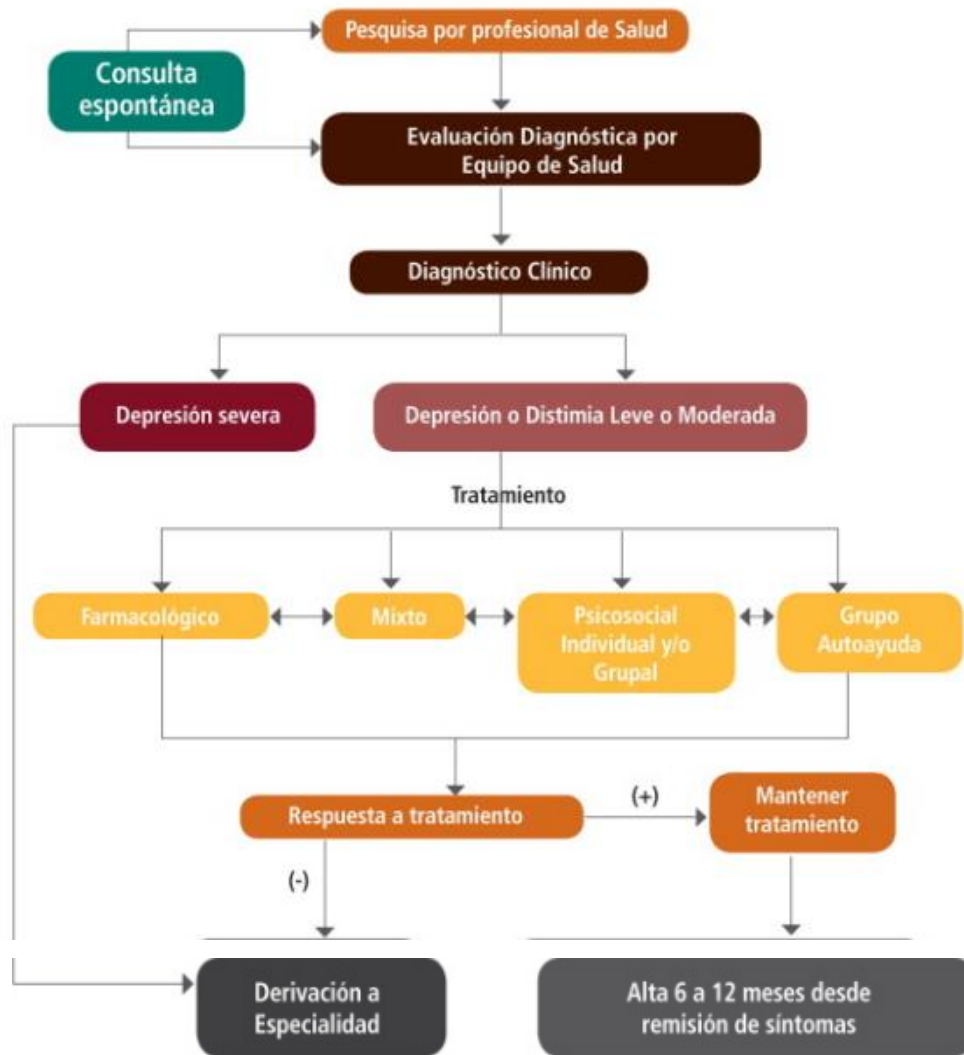 Pesquisa por profesional de Salud
Consulta
espontánea
Evaluación Diagnóstica por
Equipo de Salud
Diagnóstico Clínico
Depresión severa
Depresión o Distimia Leve o Moderada
Tratamiento
Farmacológico
Mixto
Psicosocial
Individual y/o
Grupal
Grupo
Autoayuda
Respuesta a tratamiento
(+)
Mantener
tratamiento
(-)
Derivación a
Especialidad
Alta 6 a 12 meses desde
remisión de síntomas